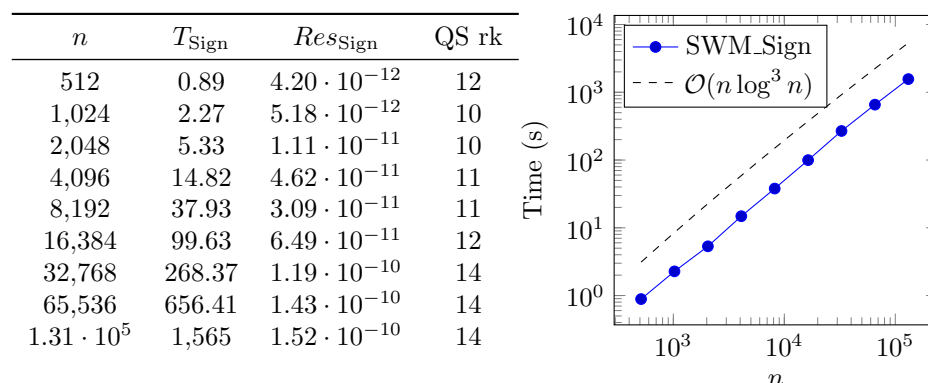 n T_Sign Res_Sign QS rk
512 0.89 4.20 · 10^−12 12
1,024 2.27 5.18 · 10^−12 10
2,048 5.33 1.11 · 10^−11 10
4,096 14.82 4.62 · 10^−11 11
8,192 37.93 3.09 · 10^−11 11
16,384 99.63 6.49 · 10^−11 12
32,768 268.37 1.19 · 10^−10 14
65,536 656.41 1.43 · 10^−10 14
1.31 · 10^5 1,565 1.52 · 10^−10 14
SWM_Sign
O(n log^3 n)
Time (s)
10^4
10^3
10^2
10^1
10^0
10^3 10^4 10^5
n